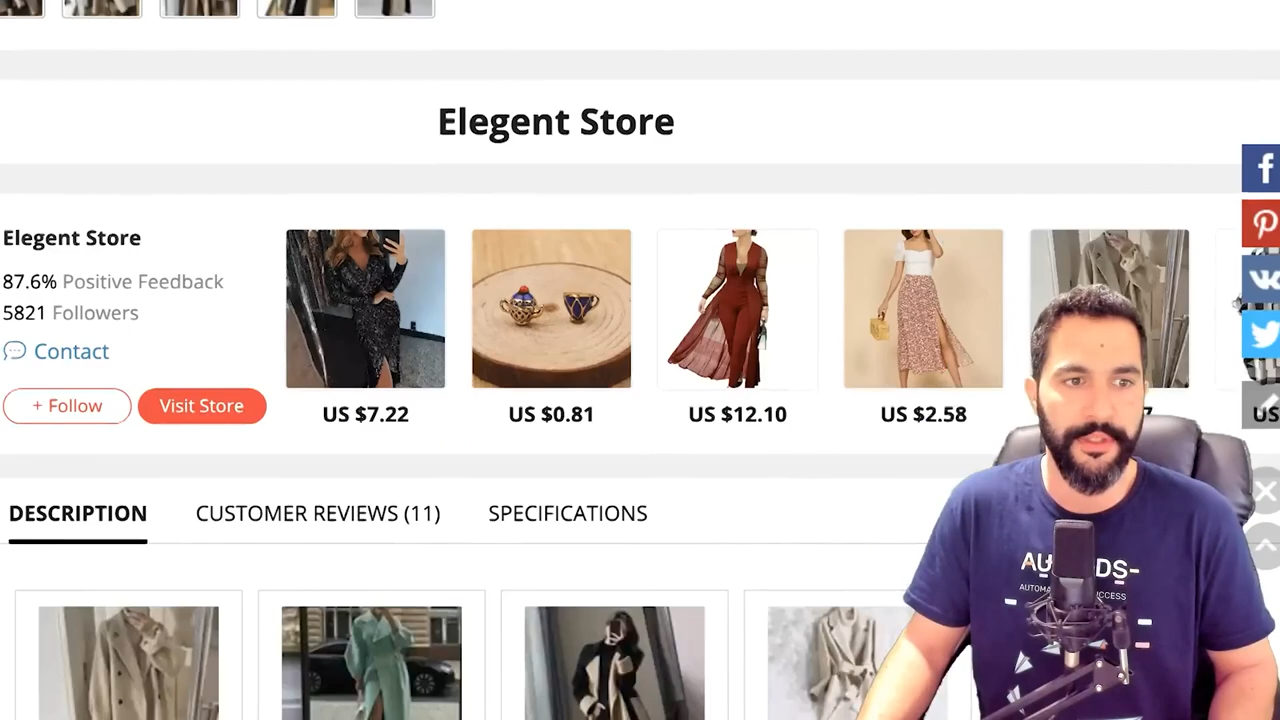 Elegent Store
Elegent Store
87.6% Positive Feedback
5821 Followers
Contact
+ Follow
Visit Store
US $7.22
US $0.81
US $12.10
US $2.58
US
DESCRIPTION
CUSTOMER REVIEWS (11)
SPECIFICATIONS